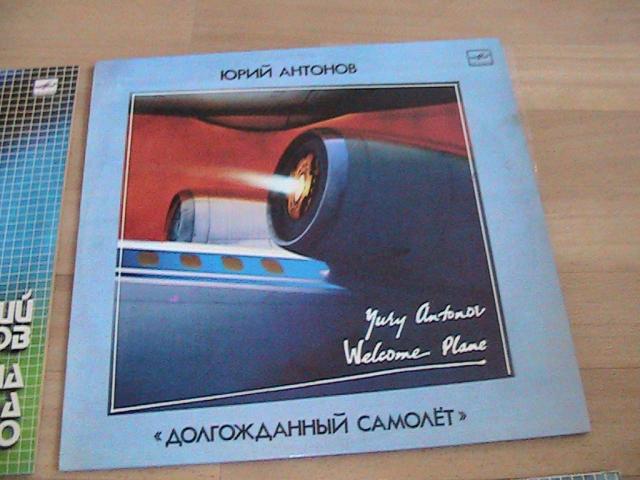 ЮРИЙ АНТОНОВ
Yury Antonov
Welcome Plane
«ДОЛГОЖДАННЫЙ САМОЛЁТ»